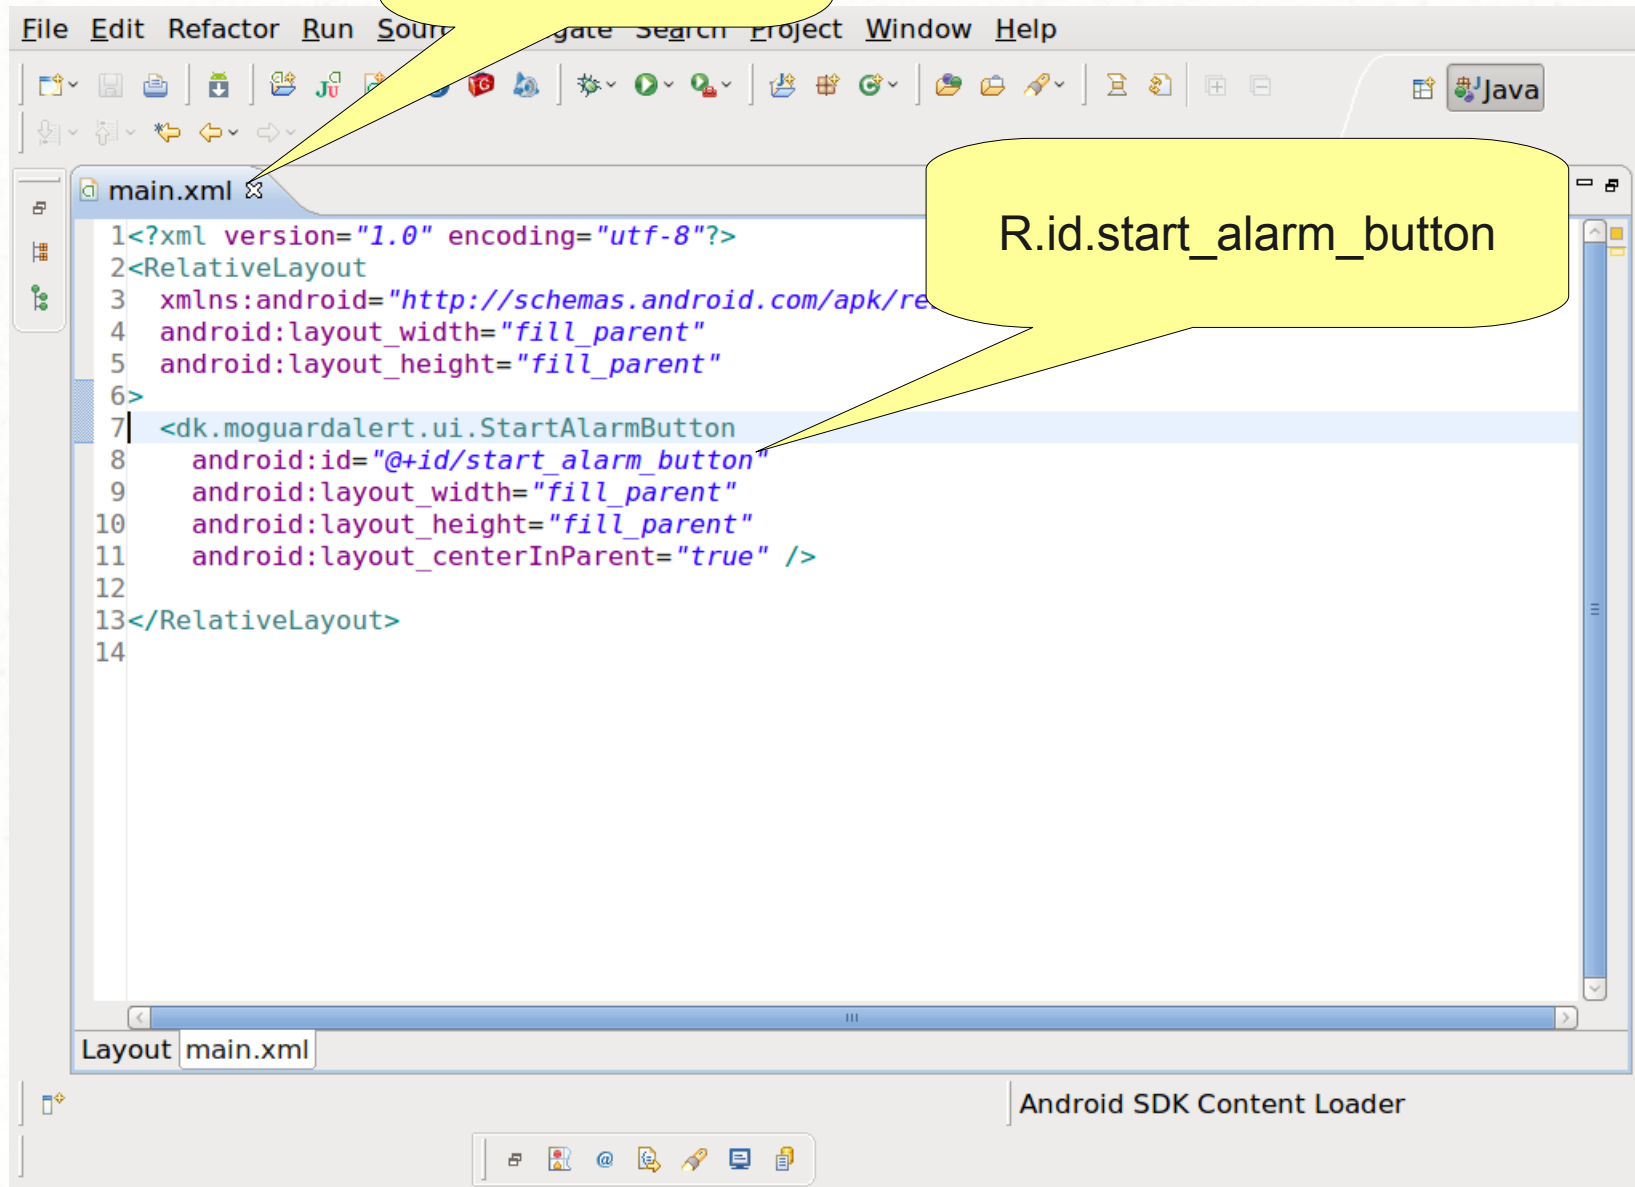 File Edit Refactor Run Search Project Window Help
Java
main.xml
R.id.start_alarm_button
1<?xml version="1.0" encoding="utf-8"?>
2<RelativeLayout
3 xmlns:android="http://schemas.android.com/apk/
4 android:layout_width="fill_parent"
5 android:layout_height="fill_parent"
6>
7 <dk.moguardalert.ui.StartAlarmButton
8 android:id="@+id/start_alarm_button"
9 android:layout_width="fill_parent"
10 android:layout_height="fill_parent"
11 android:layout_centerInParent="true" />
12
13</RelativeLayout>
14
Layout main.xml
Android SDK Content Loader